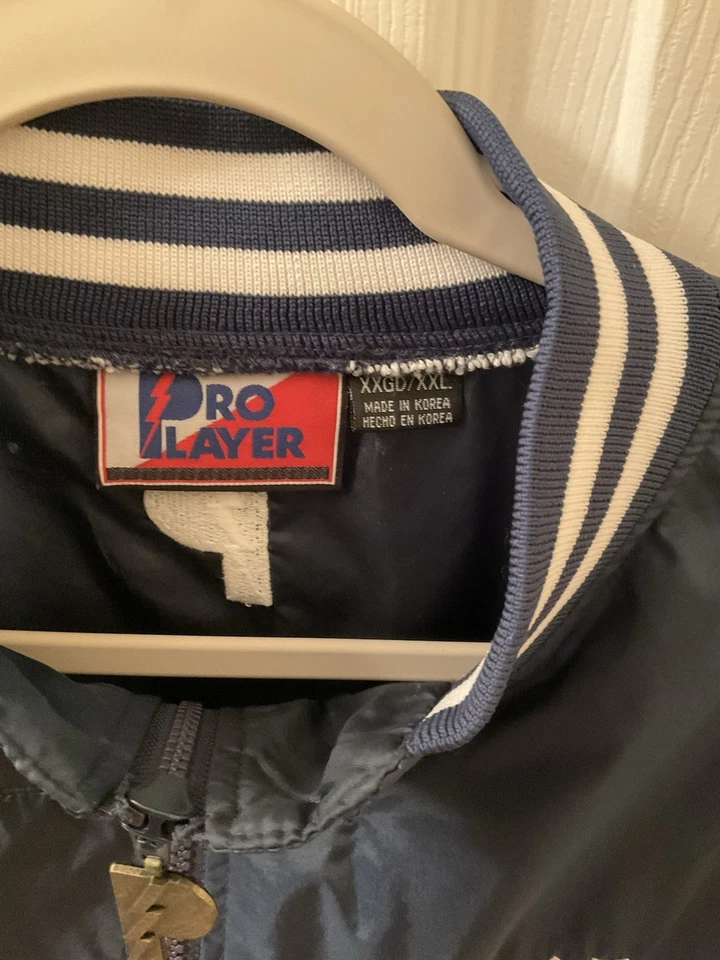 PRO
PLAYER
XXGD/XXL
MADE IN KOREA
HECHO EN KOREA